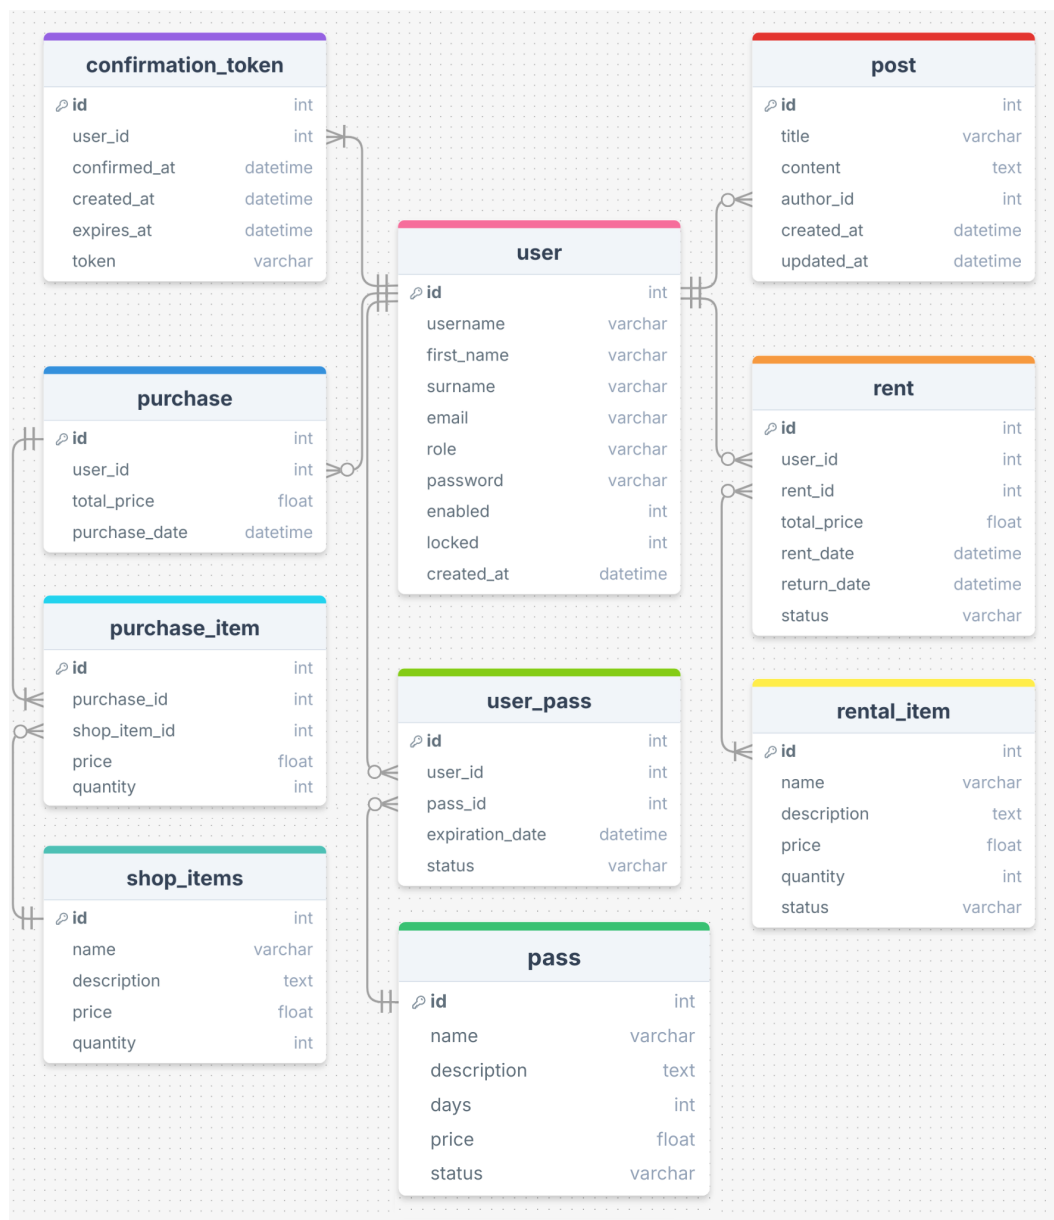 confirmation_token
id int
user_id int
confirmed_at datetime
created_at datetime
expires_at datetime
token varchar
purchase
id int
user_id int
total_price float
purchase_date datetime
purchase_item
id int
purchase_id int
shop_item_id int
price float
quantity int
shop_items
id int
name varchar
description text
price float
quantity int
user
id int
username varchar
first_name varchar
surname varchar
email varchar
role varchar
password varchar
enabled int
locked int
created_at datetime
user_pass
id int
user_id int
pass_id int
expiration_date datetime
status varchar
pass
id int
name varchar
description text
days int
price float
status varchar
post
id int
title varchar
content text
author_id int
created_at datetime
updated_at datetime
rent
id int
user_id int
rent_id int
total_price float
rent_date datetime
return_date datetime
status varchar
rental_item
id int
name varchar
description text
price float
quantity int
status varchar